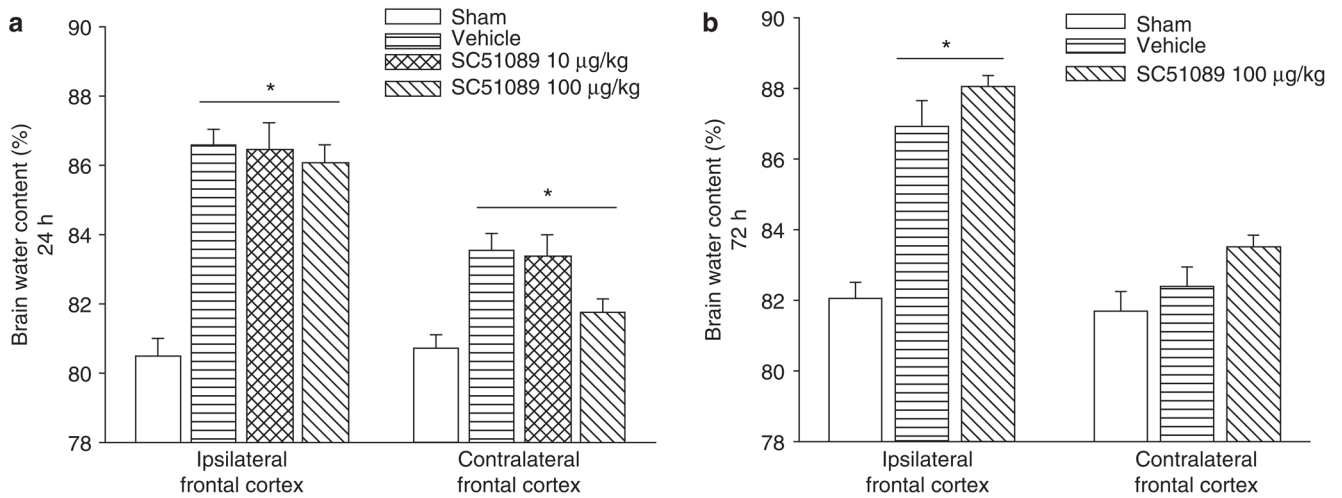 a
Sham
Vehicle
SC51089 10 μg/kg
SC51089 100 μg/kg
Brain water content (%)
24 h
90
88
86
84
82
80
78
*
*
Ipsilateral
frontal cortex
Contralateral
frontal cortex
b
Sham
Vehicle
SC51089 100 μg/kg
Brain water content (%)
72 h
90
88
86
84
82
80
78
*
Ipsilateral
frontal cortex
Contralateral
frontal cortex